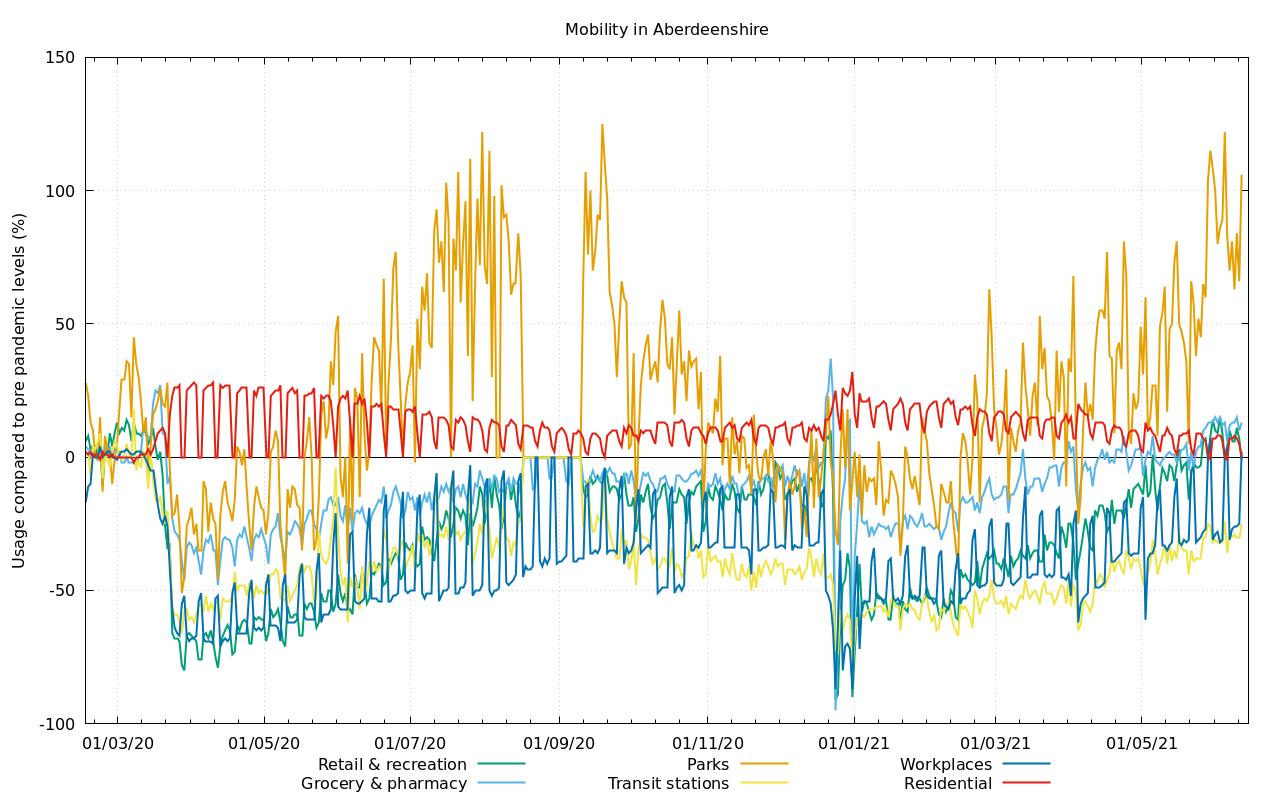 Mobility in Aberdeenshire
Usage compared to pre pandemic levels (%)
150
100
50
0
-50
-100
01/03/20 01/05/20 01/07/20 01/09/20 01/11/20 01/01/21 01/03/21 01/05/21
Retail & recreation Parks Workplaces
Grocery & pharmacy Transit stations Residential